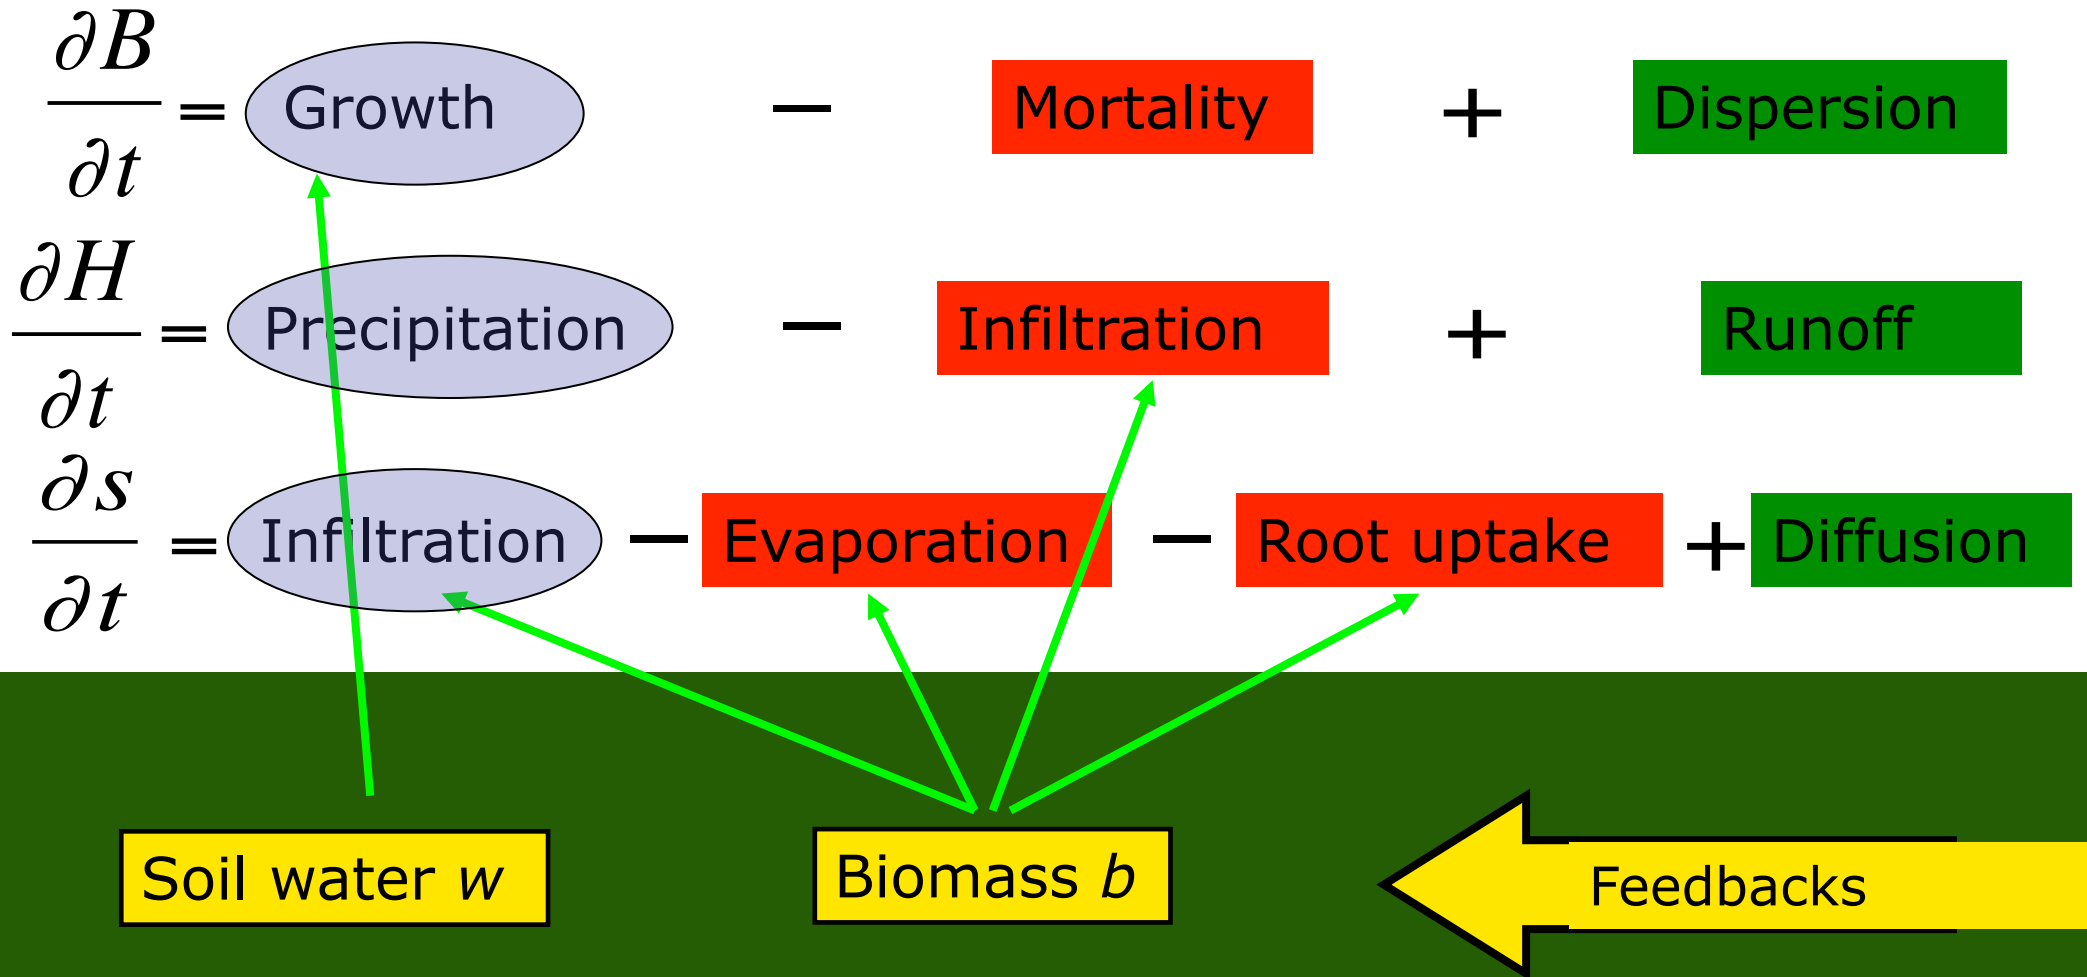 ∂B/∂t = Growth − Mortality + Dispersion
∂H/∂t = Precipitation − Infiltration + Runoff
∂s/∂t = Infiltration − Evaporation − Root uptake + Diffusion
Soil water w
Biomass b
Feedbacks